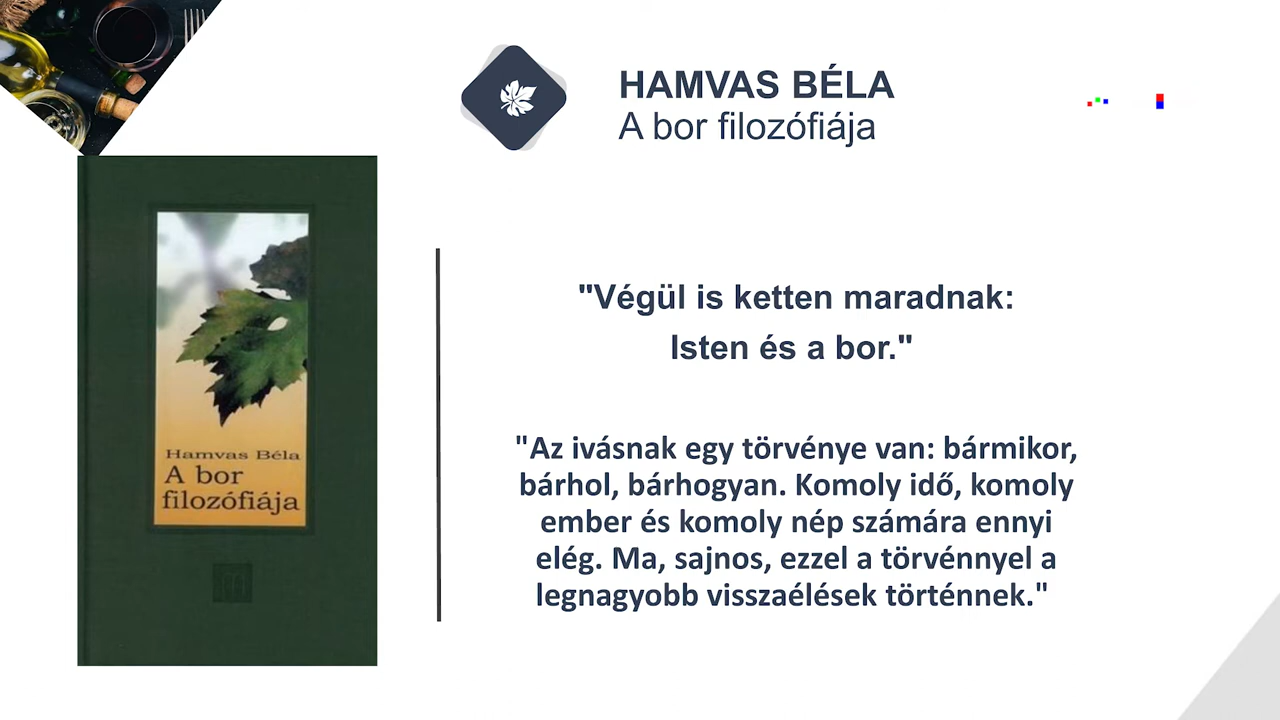 HAMVAS BÉLA
A bor filozófiája
Hamvas Béla
A bor
filozófiája
"Végül is ketten maradnak:
Isten és a bor."
"Az ivásnak egy törvénye van: bármikor,
bárhol, bárhogyan. Komoly idő, komoly
ember és komoly nép számára ennyi
elég. Ma, sajnos, ezzel a törvénnyel a
legnagyobb visszaélések történnek."